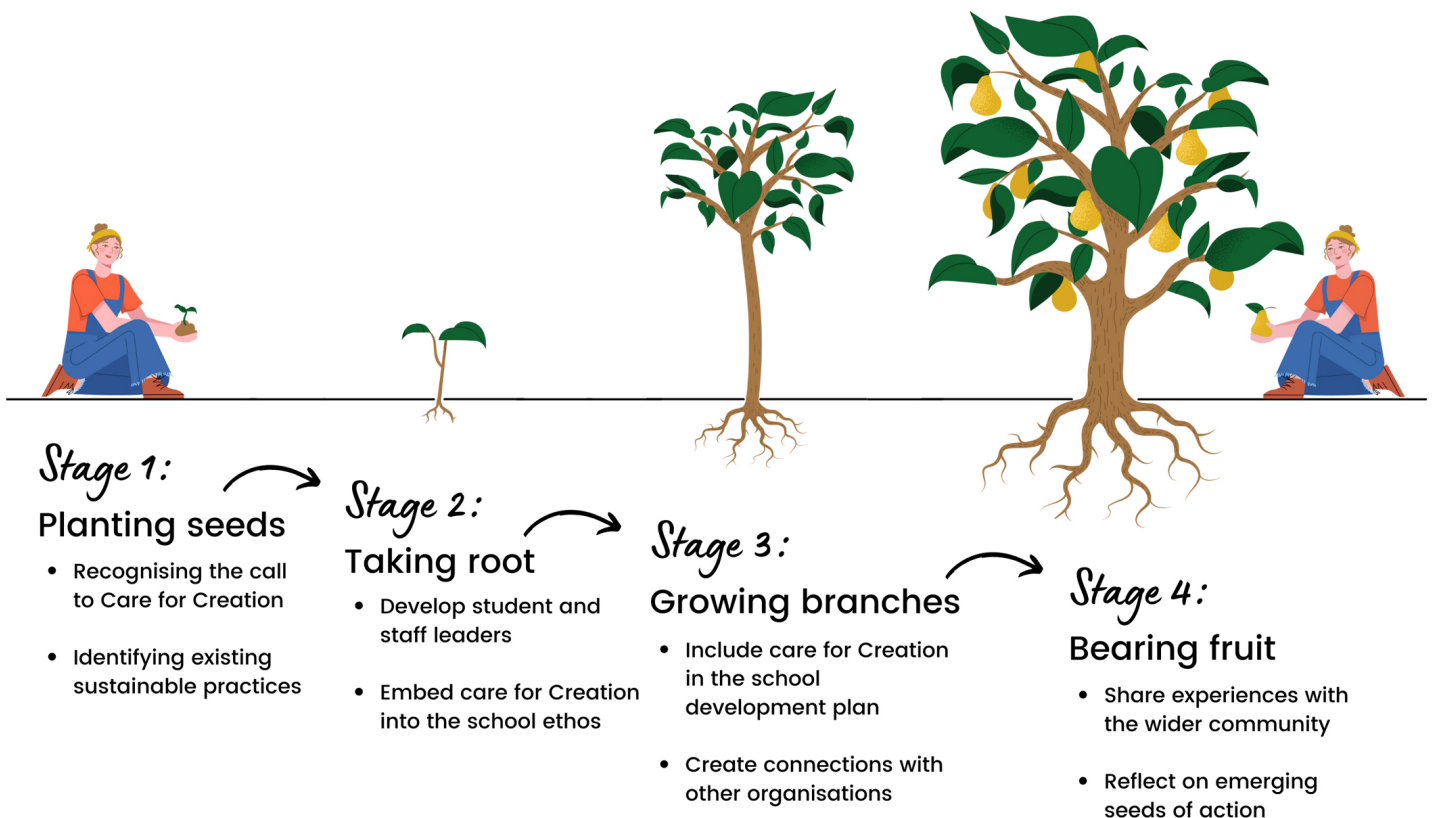 Stage 1:
Planting seeds
• Recognising the call
to Care for Creation
• Identifying existing
sustainable practices
Stage 2:
Taking root
• Develop student and
staff leaders
• Embed care for Creation
into the school ethos
Stage 3:
Growing branches
• Include care for Creation
in the school
development plan
• Create connections with
other organisations
Stage 4:
Bearing fruit
• Share experiences with
the wider community
• Reflect on emerging
seeds of action